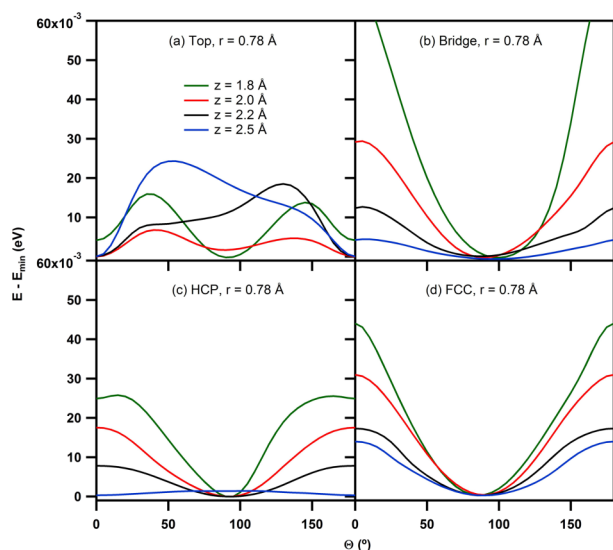 60x10⁻³
(a) Top, r = 0.78 Å
(b) Bridge, r = 0.78 Å
50
z = 1.8 Å
40
z = 2.0 Å
z = 2.2 Å
30
z = 2.5 Å
20
10
E - Emin (eV)
60x10⁻³
(c) HCP, r = 0.78 Å
(d) FCC, r = 0.78 Å
50
40
30
20
10
0
0
50
100
150
0
50
100
150
Θ (º)
Θ (º)